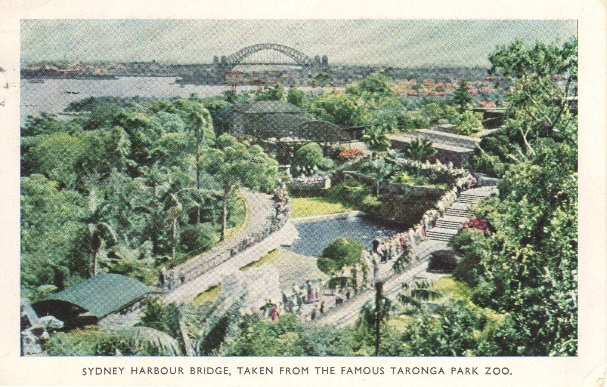 SYDNEY HARBOUR BRIDGE, TAKEN FROM THE FAMOUS TARONGA PARK ZOO.